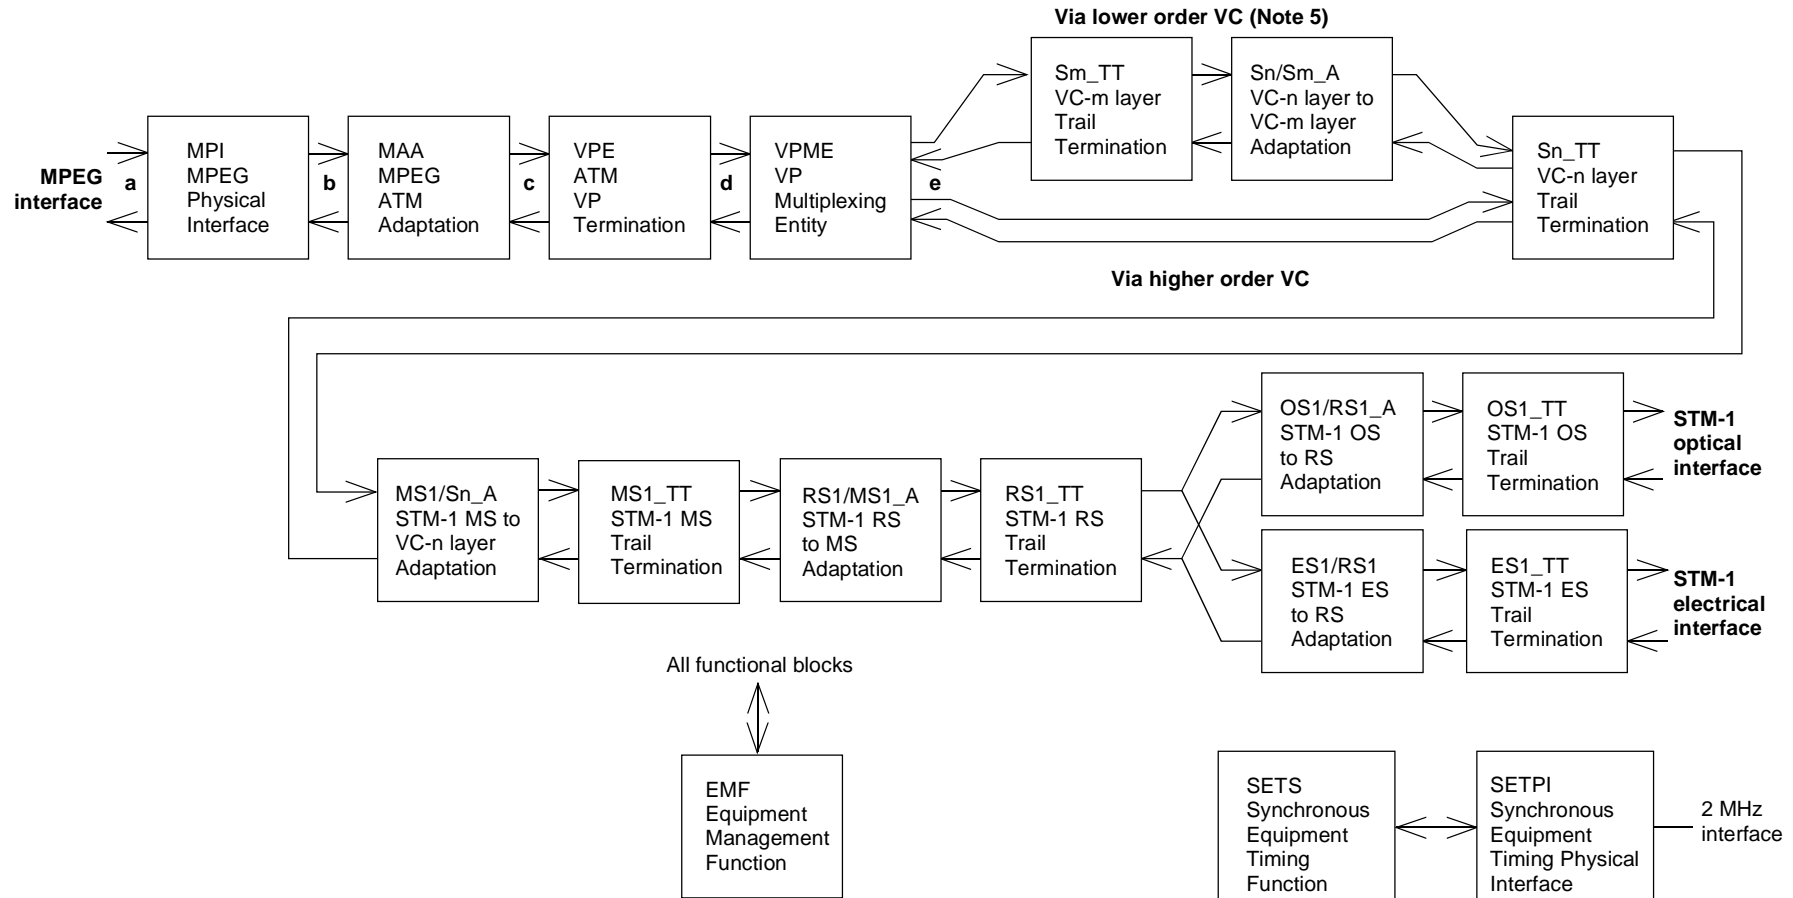 Via lower order VC (Note 5)
Sm_TT
VC-m layer
Trail
Termination
Sn/Sm_A
VC-n layer to
VC-m layer
Adaptation
MPEG
interface
a
MPI
MPEG
Physical
Interface
b
MAA
MPEG
ATM
Adaptation
c
VPE
ATM
VP
Termination
d
VPME
VP
Multiplexing
Entity
e
Sn_TT
VC-n layer
Trail
Termination
Via higher order VC
MS1/Sn_A
STM-1 MS to
VC-n layer
Adaptation
MS1_TT
STM-1 MS
Trail
Termination
RS1/MS1_A
STM-1 RS
to MS
Adaptation
RS1_TT
STM-1 RS
Trail
Termination
OS1/RS1_A
STM-1 OS
to RS
Adaptation
OS1_TT
STM-1 OS
Trail
Termination
STM-1
optical
interface
ES1/RS1
STM-1 ES
to RS
Adaptation
ES1_TT
STM-1 ES
Trail
Termination
STM-1
electrical
interface
All functional blocks
EMF
Equipment
Management
Function
SETS
Synchronous
Equipment
Timing
Function
SETPI
Synchronous
Equipment
Timing Physical
Interface
2 MHz
interface